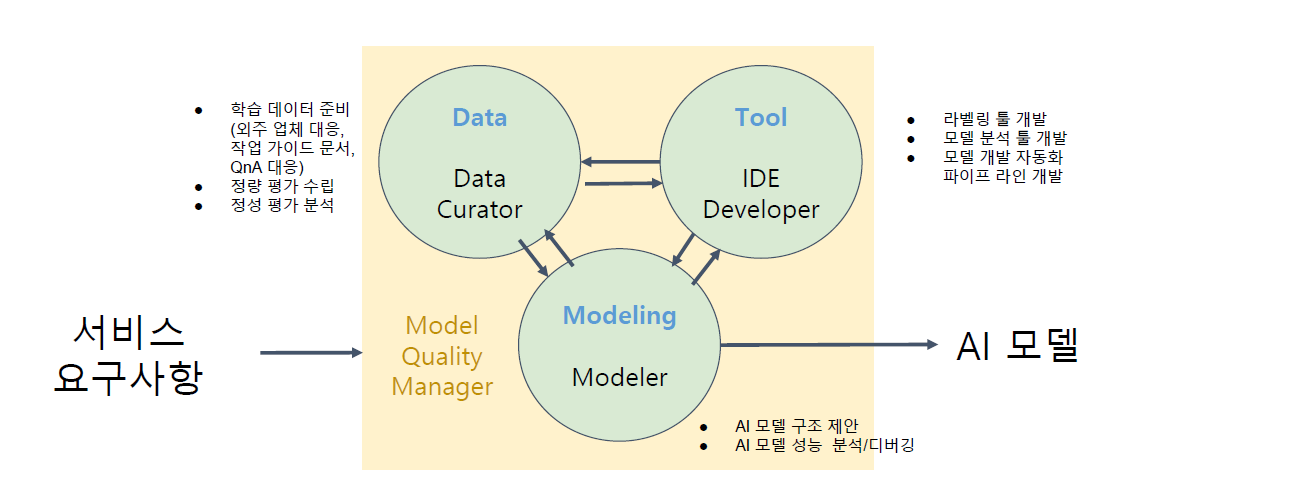 ● 학습 데이터 준비
(외주 업체 대응,
작업 가이드 문서,
QnA 대응)
● 정량 평가 수립
● 정성 평가 분석
Data
Data
Curator
Tool
IDE
Developer
● 라벨링 툴 개발
● 모델 분석 툴 개발
● 모델 개발 자동화
파이프 라인 개발
서비스
요구사항
Model
Quality
Manager
Modeling
Modeler
AI 모델
● AI 모델 구조 제안
● AI 모델 성능 분석/디버깅